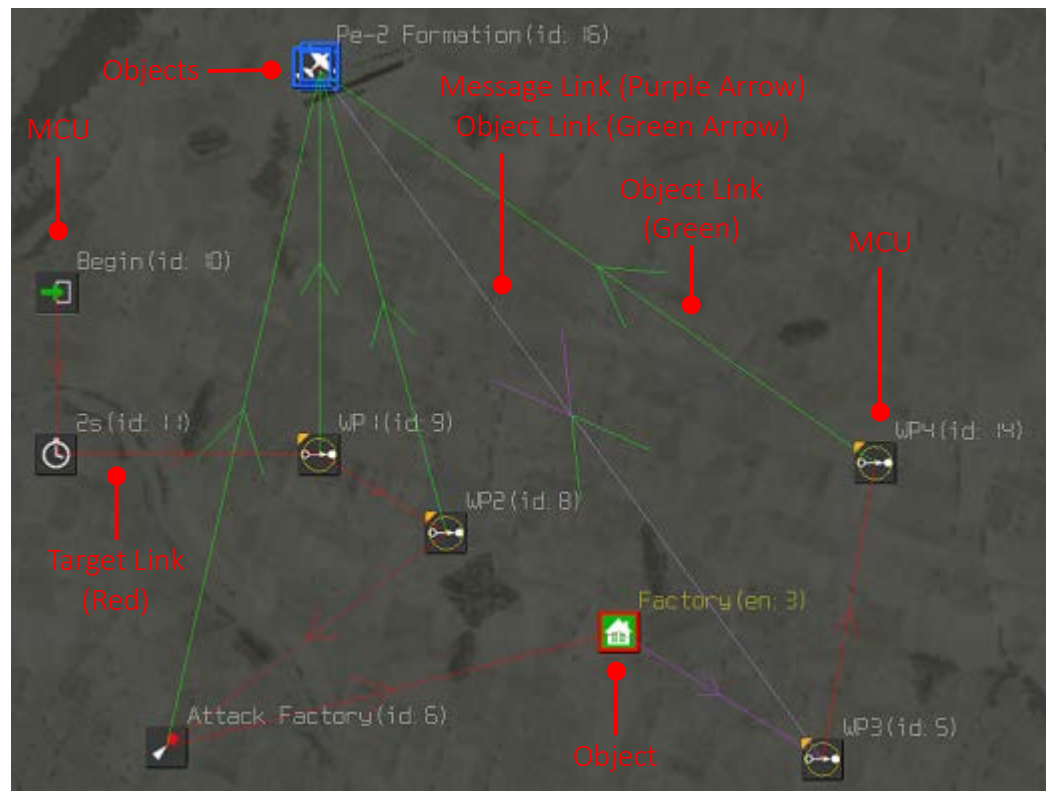 Pe-2 Formation(id: 16)
Objects
Message Link (Purple Arrow)
Object Link (Green Arrow)
MCU
Object Link
(Green)
MCU
Begin(id: 10)
2s(id: 11)
WP1(id: 9)
WP4(id: 14)
WP2(id: 8)
Target Link
(Red)
Factory(en: 3)
Attack Factory(id: 6)
WP3(id: 5)
Object